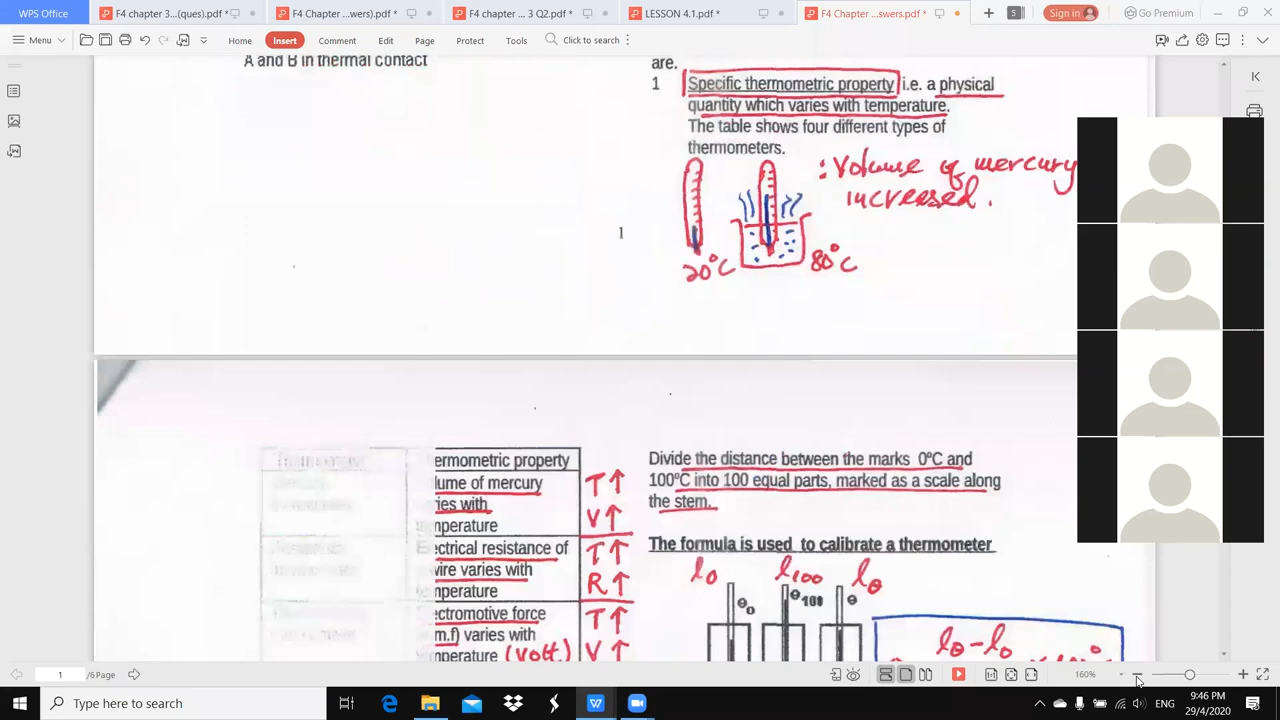 WPS Office
F4 chapter 3...(ques).pdf *
F4 Chapter ...wers).pdf *
F4 chapter ... 3 Q2.pdf *
LESSON 4.1.pdf *
F4 Chapter ...swers).pdf *
5
Sign in
Go Premium
Menu
Home
Insert
Comment
Edit
Page
Protect
Tools
Click to search
A and B in thermal contact
are.
1 Specific thermometric property i.e. a physical
quantity which varies with temperature.
The table shows four different types of
thermometers.
: Volume of mercury
increased.
20°C
80°C
1
ermometric property
lume of mercury
ries with
nperature
T↑
V↑
ectrical resistance of
wire varies with
mperature
T↑
R↑
ectromotive force
.m.f) varies with
mperature (Volt)
T↑
V↑
Divide the distance between the marks 0ºC and
100ºC into 100 equal parts, marked as a scale along
the stem.
The formula is used to calibrate a thermometer
l0 l100 lθ
θ0 θ100 θ
lθ - l0
1 /6 Page
160%
Type here to search
ENG
9:46 PM
29/4/2020